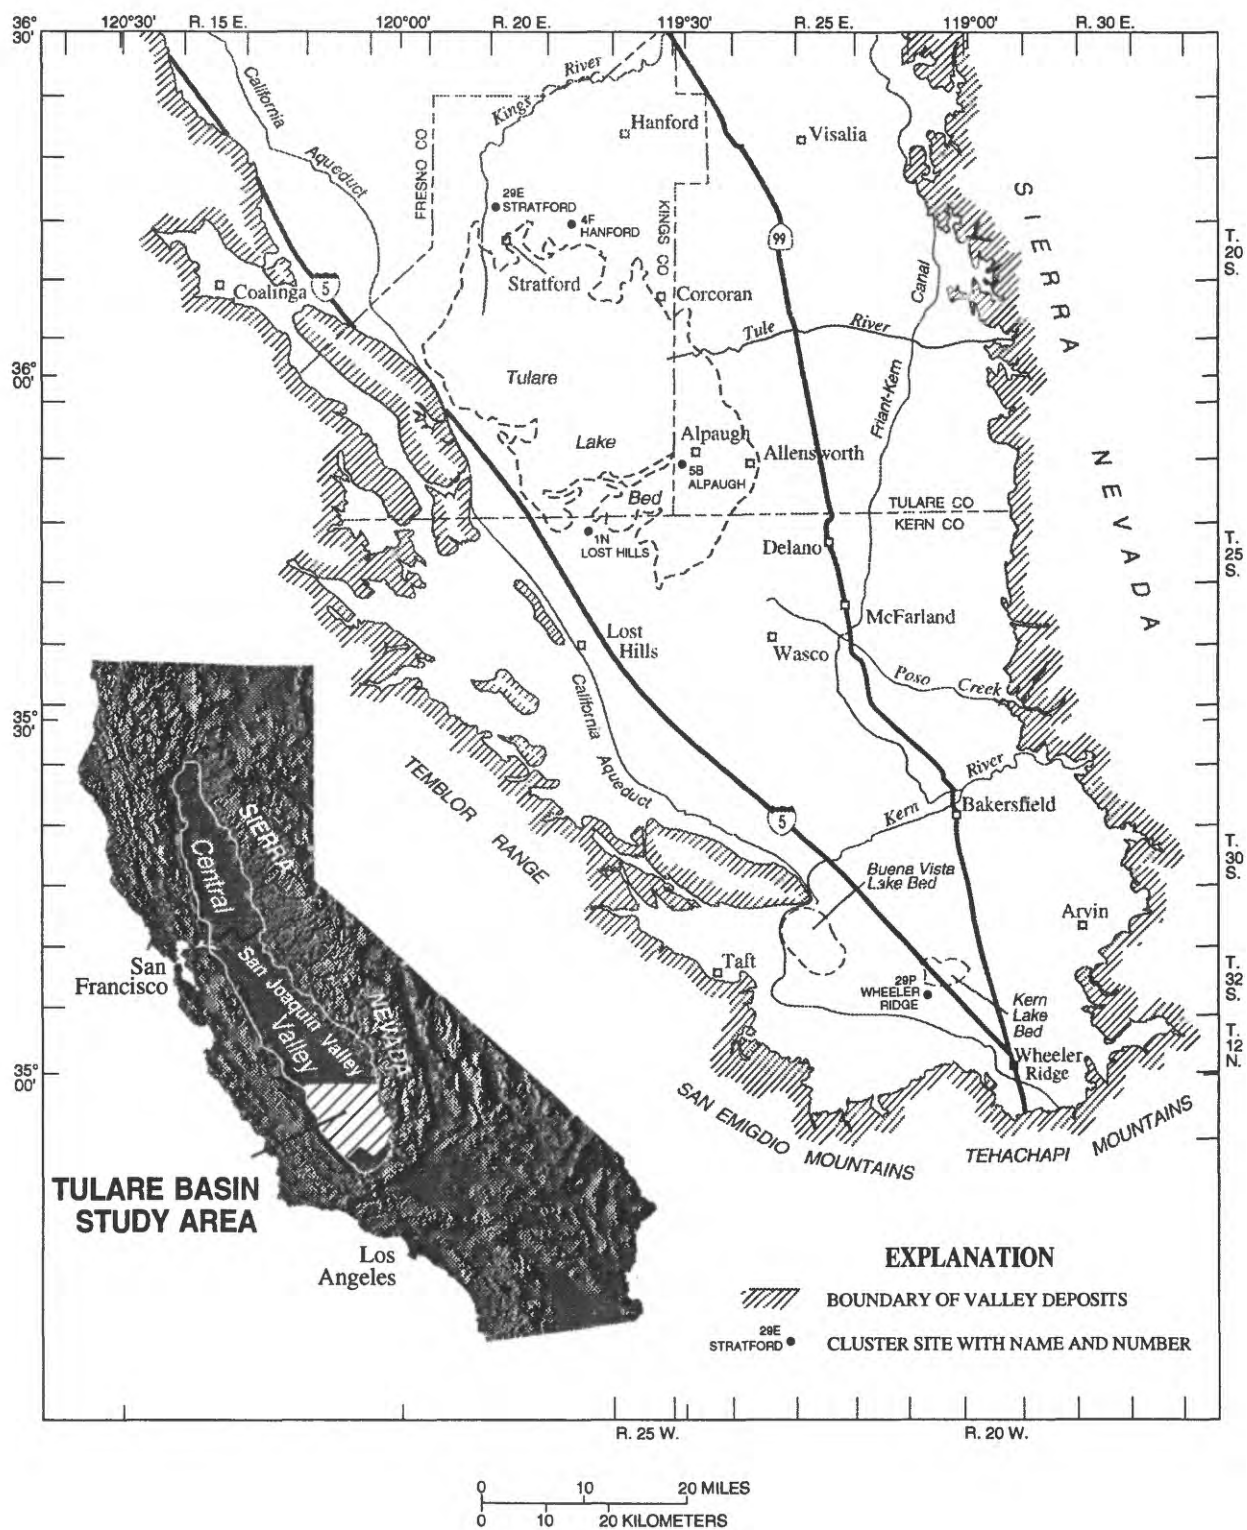 36° 30'
120°30'
R. 15 E.
120°00'
R. 20 E.
119°30'
R. 25 E.
119°00'
R. 30 E.
California
Aqueduct
Kings River
FRESNO CO
KINGS CO
Hanford
Visalia
29E
STRATFORD
4F
HANFORD
Stratford
99
SIERRA
NEVADA
T.
20
S.
5
Coalinga
Corcoran
Canal
Friant-Kern
Tule River
36°
00'
Tulare
Lake
Bed
Alpaugh
5B
ALPAUGH
Allensworth
TULARE CO
KERN CO
1N
LOST HILLS
Delano
T.
25
S.
McFarland
Wasco
Lost
Hills
Poso Creek
35°
30'
California
Aqueduct
TEMBLOR
RANGE
Kern River
Bakersfield
5
Buena Vista
Lake Bed
T.
30
S.
Arvin
Taft
29P
WHEELER
RIDGE
Kern
Lake
Bed
T.
32
S.
T.
12
N.
Wheeler
Ridge
35°
00'
SAN EMIGDIO MOUNTAINS
TEHACHAPI MOUNTAINS
SIERRA
NEVADA
Central
Valley
San Joaquin Valley
San
Francisco
TULARE BASIN
STUDY AREA
Los
Angeles
EXPLANATION
BOUNDARY OF VALLEY DEPOSITS
29E
STRATFORD
CLUSTER SITE WITH NAME AND NUMBER
R. 25 W.
R. 20 W.
0 10 20 MILES
0 10 20 KILOMETERS